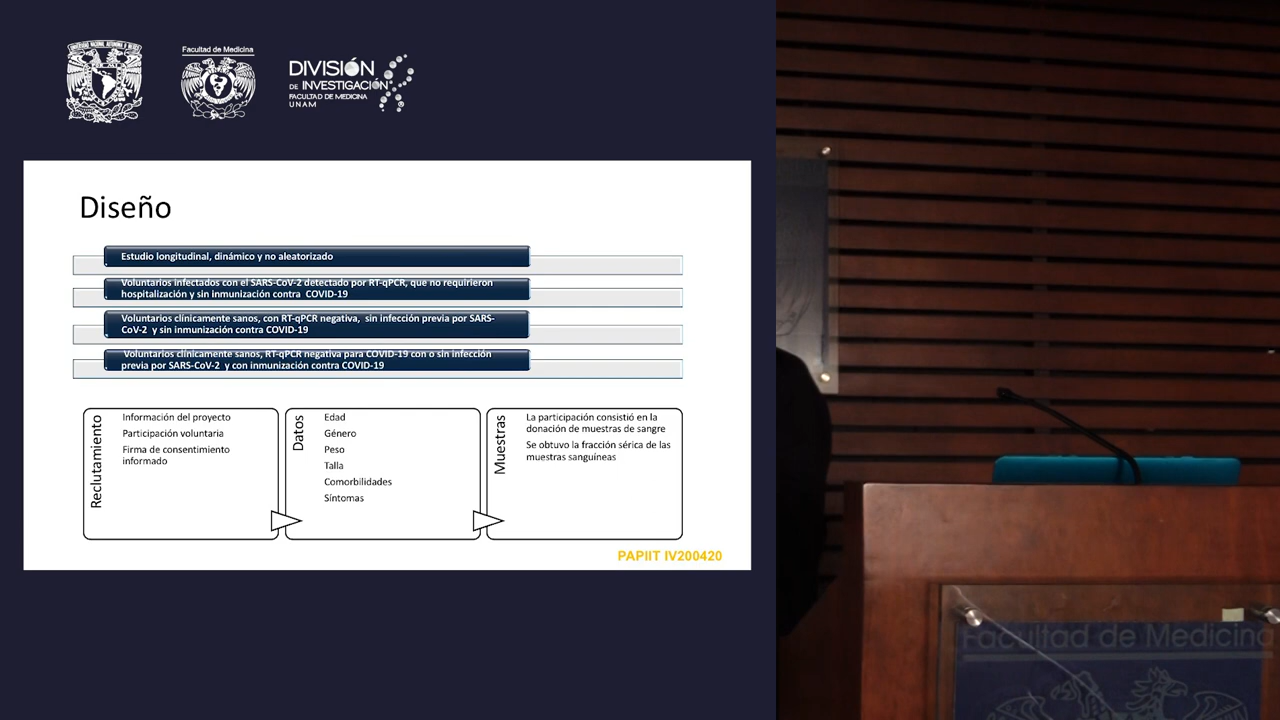 UNIVERSIDAD NACIONAL AUTONOMA DE MEXICO
Facultad de Medicina
DIVISIÓN
DE INVESTIGACIÓN
FACULTAD DE MEDICINA
UNAM
Diseño
Estudio longitudinal, dinámico y no aleatorizado
Voluntarios infectados con el SARS-CoV-2 detectado por RT-qPCR, que no requirieron
hospitalización y sin inmunización contra COVID-19
Voluntarios clínicamente sanos, con RT-qPCR negativa, sin infección previa por SARS-
CoV-2 y sin inmunización contra COVID-19
Voluntarios clínicamente sanos, RT-qPCR negativa para COVID-19 con o sin infección
previa por SARS-CoV-2 y con inmunización contra COVID-19
Reclutamiento
Información del proyecto
Participación voluntaria
Firma de consentimiento
informado
Datos
Edad
Género
Peso
Talla
Comorbilidades
Síntomas
Muestras
La participación consistió en la
donación de muestras de sangre
Se obtuvo la fracción sérica de las
muestras sanguíneas
PAPIIT IV200420
Facultad de Medicina